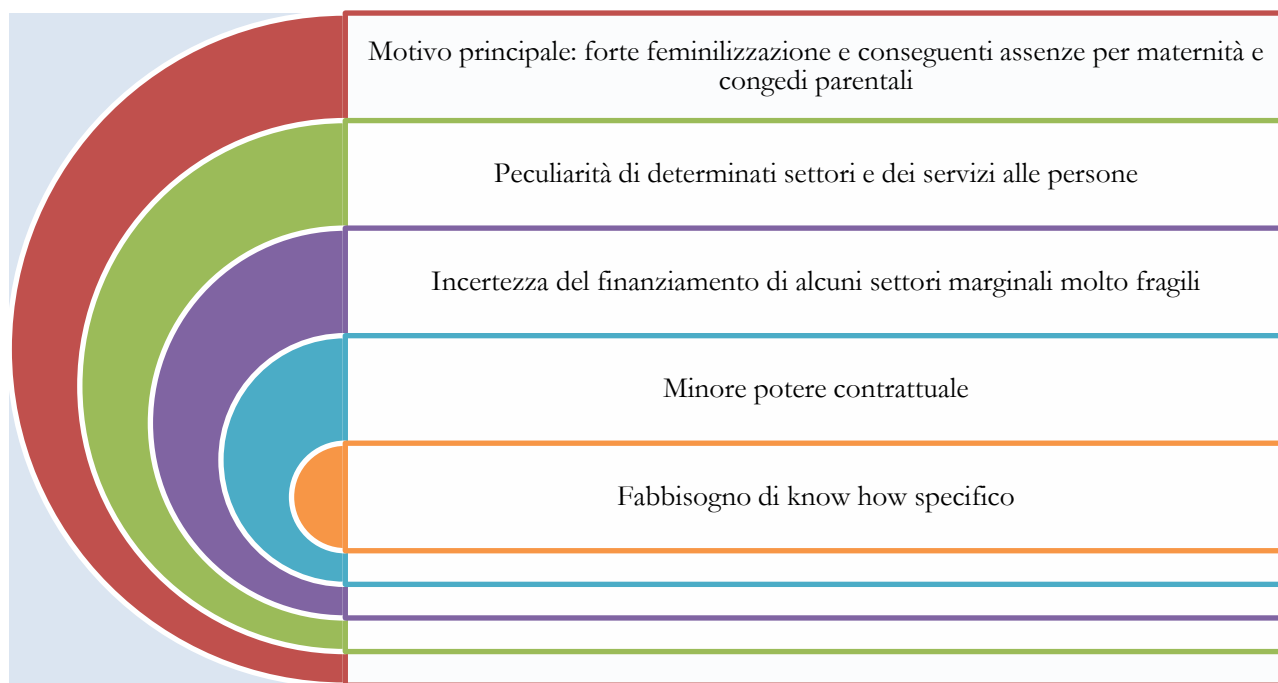 Motivo principale: forte feminilizzazione e conseguenti assenze per maternità e
congedi parentali
Peculiarità di determinati settori e dei servizi alle persone
Incertezza del finanziamento di alcuni settori marginali molto fragili
Minore potere contrattuale
Fabbisogno di know how specifico